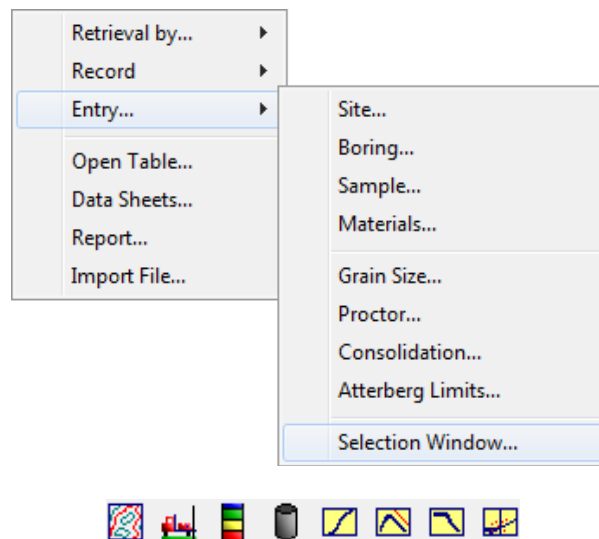 Retrieval by...
Record
Entry...
Open Table...
Data Sheets...
Report...
Import File...
Site...
Boring...
Sample...
Materials...
Grain Size...
Proctor...
Consolidation...
Atterberg Limits...
Selection Window...